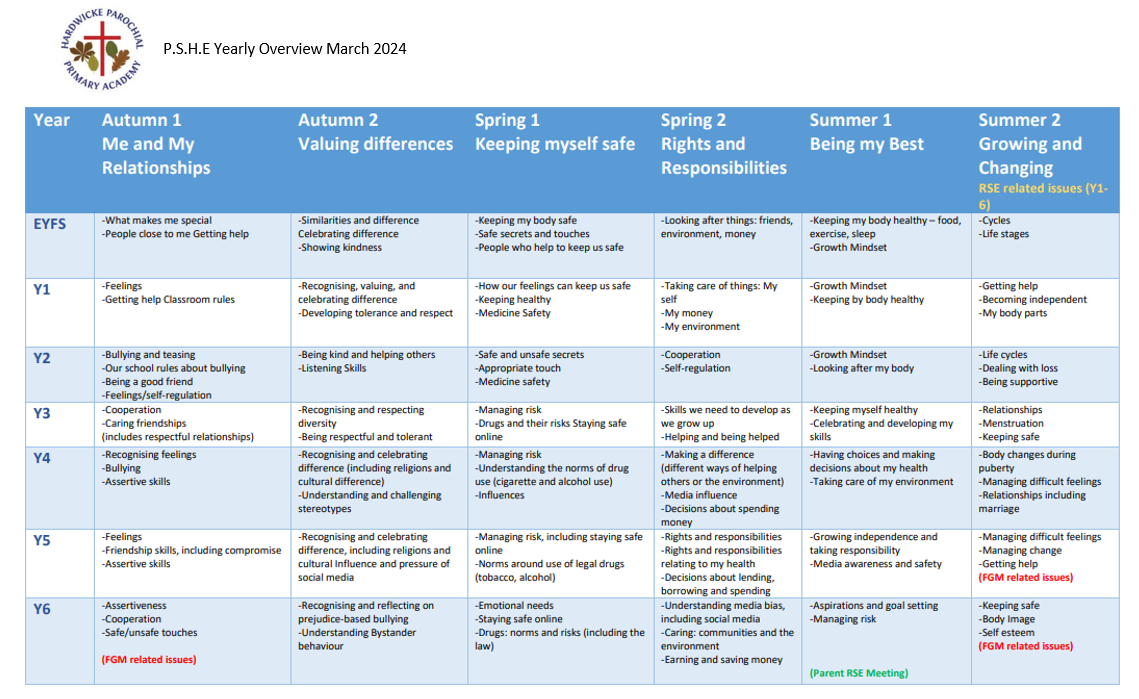 HARDWICKE PAROCHIAL
PRIMARY ACADEMY
P.S.H.E Yearly Overview March 2024
Year
Autumn 1
Me and My
Relationships
Autumn 2
Valuing differences
Spring 1
Keeping myself safe
Spring 2
Rights and
Responsibilities
Summer 1
Being my Best
Summer 2
Growing and
Changing
RSE related issues (Y1-
6)
EYFS
-What makes me special
-People close to me Getting help
-Similarities and difference
Celebrating difference
-Showing kindness
-Keeping my body safe
-Safe secrets and touches
-People who help to keep us safe
-Looking after things: friends,
environment, money
-Keeping my body healthy – food,
exercise, sleep
-Growth Mindset
-Cycles
-Life stages
Y1
-Feelings
-Getting help Classroom rules
-Recognising, valuing, and
celebrating difference
-Developing tolerance and respect
-How our feelings can keep us safe
-Keeping healthy
-Medicine Safety
-Taking care of things: My
self
-My money
-My environment
-Growth Mindset
-Keeping by body healthy
-Getting help
-Becoming independent
-My body parts
Y2
-Bullying and teasing
-Our school rules about bullying
-Being a good friend
-Feelings/self-regulation
-Being kind and helping others
-Listening Skills
-Safe and unsafe secrets
-Appropriate touch
-Medicine safety
-Cooperation
-Self-regulation
-Growth Mindset
-Looking after my body
-Life cycles
-Dealing with loss
-Being supportive
Y3
-Cooperation
-Caring friendships
(includes respectful relationships)
-Recognising and respecting
diversity
-Being respectful and tolerant
-Managing risk
-Drugs and their risks Staying safe
online
-Skills we need to develop as
we grow up
-Helping and being helped
-Keeping myself healthy
-Celebrating and developing my
skills
-Relationships
-Menstruation
-Keeping safe
Y4
-Recognising feelings
-Bullying
-Assertive skills
-Recognising and celebrating
difference (including religions and
cultural difference)
-Understanding and challenging
stereotypes
-Managing risk
-Understanding the norms of drug
use (cigarette and alcohol use)
-Influences
-Making a difference
(different ways of helping
others or the environment)
-Media influence
-Decisions about spending
money
-Having choices and making
decisions about my health
-Taking care of my environment
-Body changes during
puberty
-Managing difficult feelings
-Relationships including
marriage
Y5
-Feelings
-Friendship skills, including compromise
-Assertive skills
-Recognising and celebrating
difference, including religions and
cultural Influence and pressure of
social media
-Managing risk, including staying safe
online
-Norms around use of legal drugs
(tobacco, alcohol)
-Rights and responsibilities
-Rights and responsibilities
relating to my health
-Decisions about lending,
borrowing and spending
-Growing independence and
taking responsibility
-Media awareness and safety
-Managing difficult feelings
-Managing change
-Getting help
(FGM related issues)
Y6
-Assertiveness
-Cooperation
-Safe/unsafe touches
(FGM related issues)
-Recognising and reflecting on
prejudice-based bullying
-Understanding Bystander
behaviour
-Emotional needs
-Staying safe online
-Drugs: norms and risks (including the
law)
-Understanding media bias,
including social media
-Caring: communities and the
environment
-Earning and saving money
-Aspirations and goal setting
-Managing risk
(Parent RSE Meeting)
-Keeping safe
-Body Image
-Self esteem
(FGM related issues)